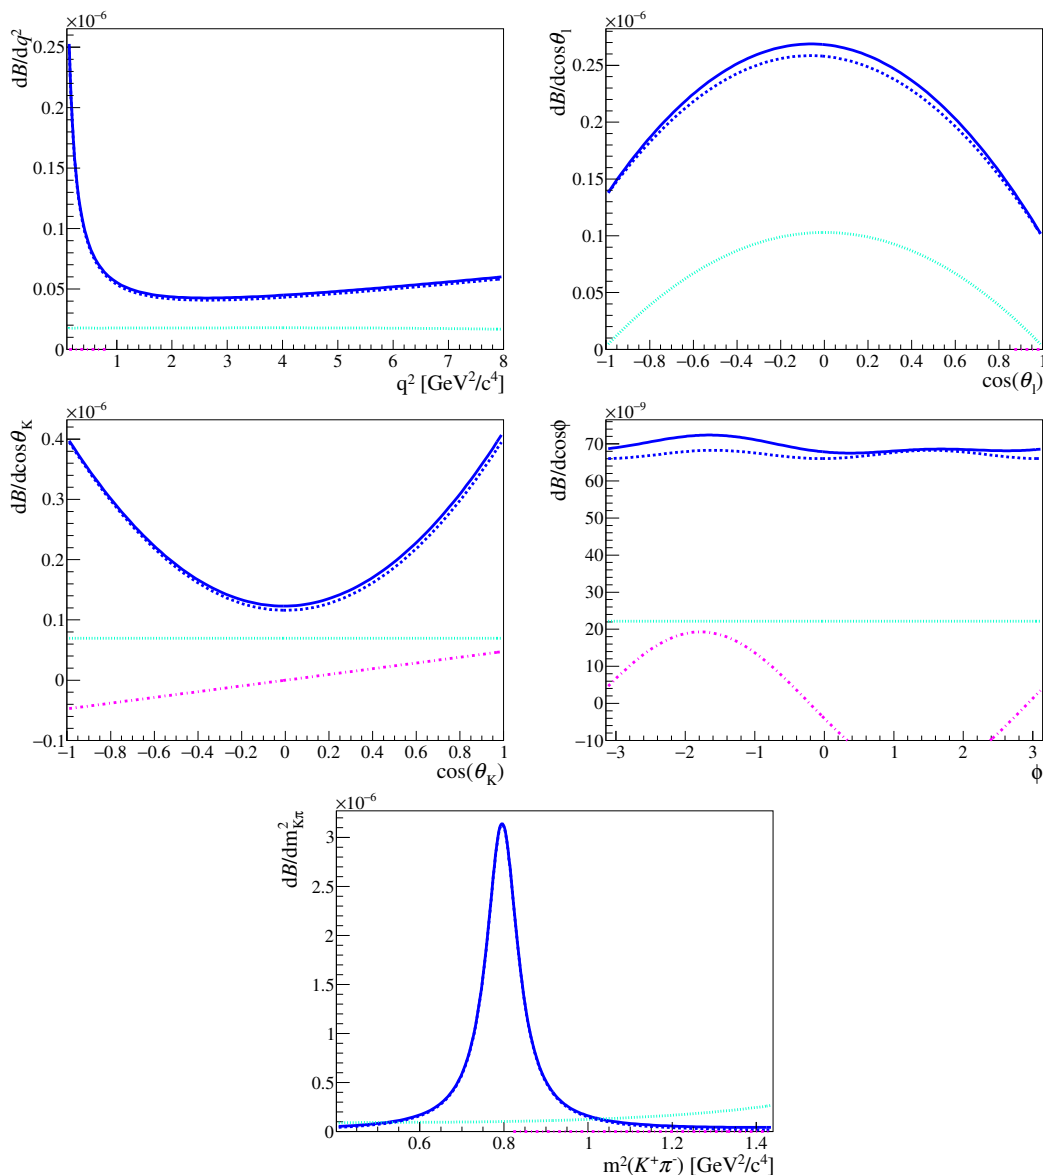 ×10⁻⁶
dB/dq²
0.25
0.2
0.15
0.1
0.05
0
1 2 3 4 5 6 7 8
q² [GeV²/c⁴]
×10⁻⁶
dB/dcosθ_l
0.25
0.2
0.15
0.1
0.05
0
−1 −0.8 −0.6 −0.4 −0.2 0 0.2 0.4 0.6 0.8 1
cos(θ_l)
×10⁻⁶
dB/dcosθ_K
0.4
0.3
0.2
0.1
0
−0.1
−1 −0.8 −0.6 −0.4 −0.2 0 0.2 0.4 0.6 0.8 1
cos(θ_K)
×10⁻⁹
dB/dcosϕ
70
60
50
40
30
20
10
0
−10
−3 −2 −1 0 1 2 3
ϕ
×10⁻⁶
dB/dm²_Kπ
3
2.5
2
1.5
1
0.5
0
0.6 0.8 1 1.2 1.4
m²(K⁺π⁻) [GeV²/c⁴]